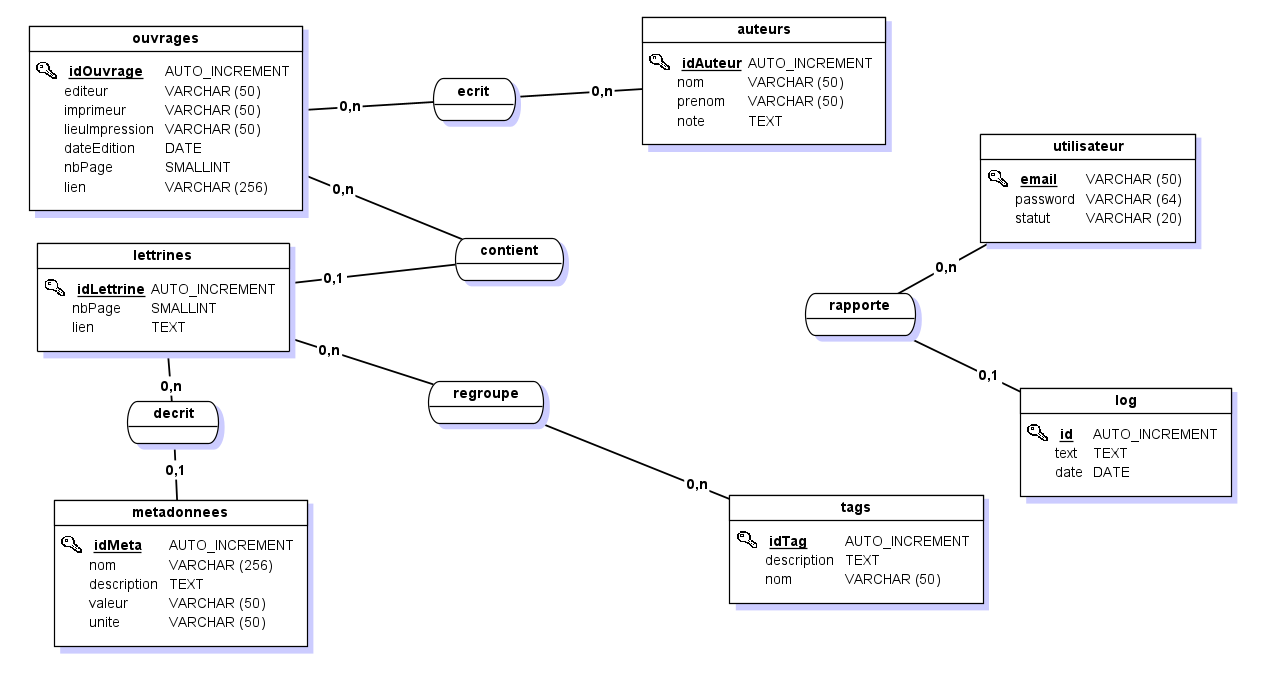 ouvrages
idOuvrage AUTO_INCREMENT
editeur VARCHAR (50)
imprimeur VARCHAR (50)
lieuImpression VARCHAR (50)
dateEdition DATE
nbPage SMALLINT
lien VARCHAR (256)
0,n
ecrit
0,n
auteurs
idAuteur AUTO_INCREMENT
nom VARCHAR (50)
prenom VARCHAR (50)
note TEXT
0,n
contient
0,1
lettrines
idLettrine AUTO_INCREMENT
nbPage SMALLINT
lien TEXT
utilisateur
email VARCHAR (50)
password VARCHAR (64)
statut VARCHAR (20)
0,n
rapporte
0,1
log
id AUTO_INCREMENT
text TEXT
date DATE
0,n
regroupe
0,n
tags
idTag AUTO_INCREMENT
description TEXT
nom VARCHAR (50)
0,n
decrit
0,1
metadonnees
idMeta AUTO_INCREMENT
nom VARCHAR (256)
description TEXT
valeur VARCHAR (50)
unite VARCHAR (50)